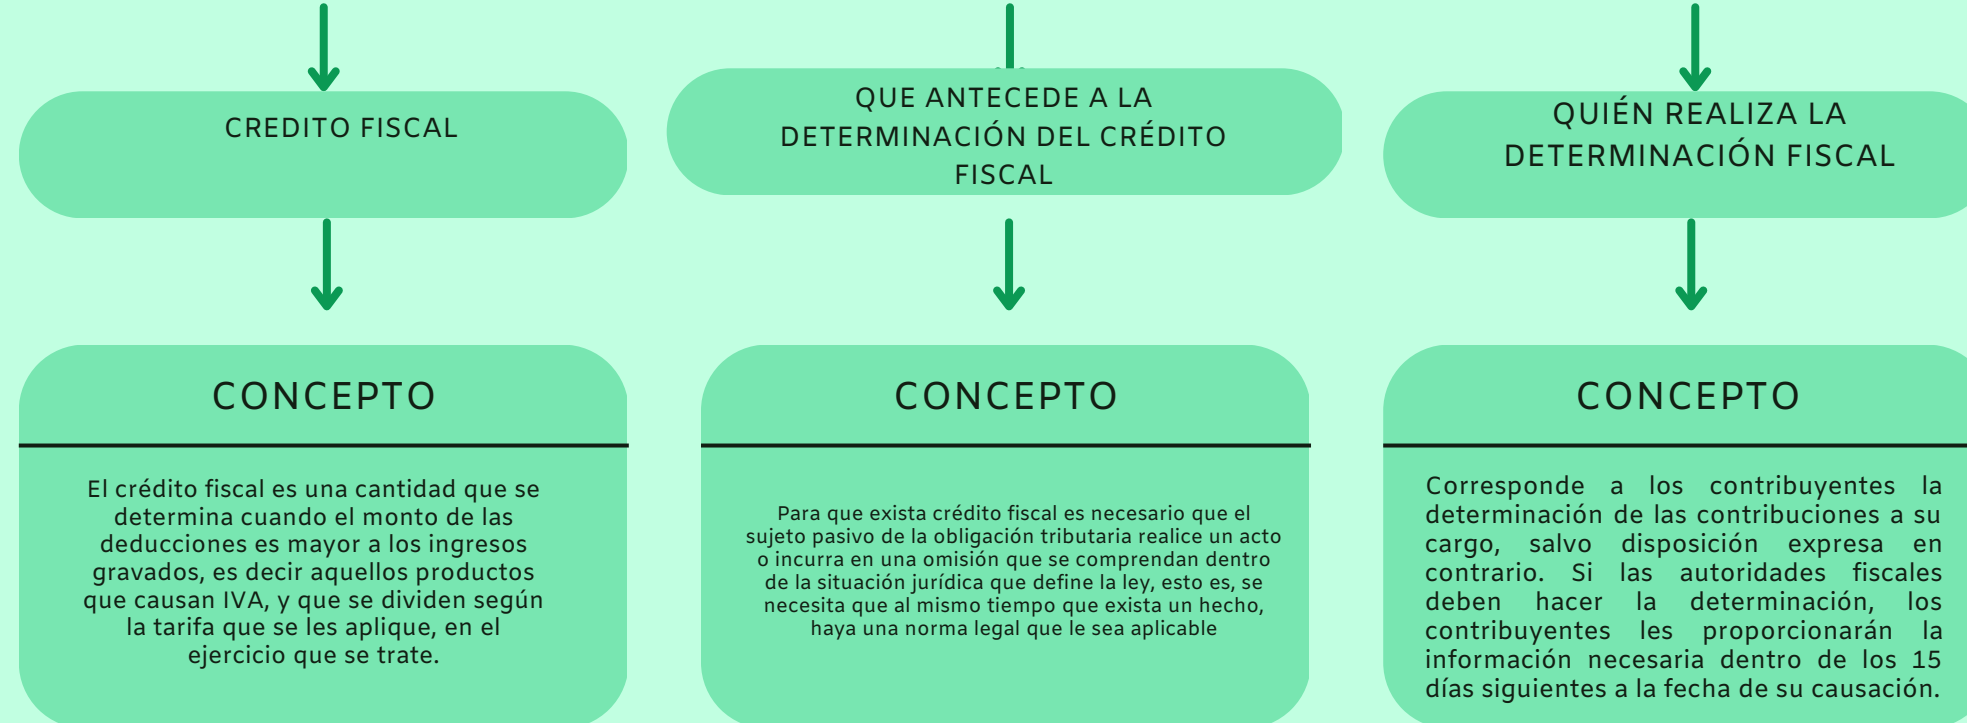 CREDITO FISCAL
QUE ANTECEDE A LA
DETERMINACIÓN DEL CRÉDITO
FISCAL
QUIÉN REALIZA LA
DETERMINACIÓN FISCAL
CONCEPTO
El crédito fiscal es una cantidad que se
determina cuando el monto de las
deducciones es mayor a los ingresos
gravados, es decir aquellos productos
que causan IVA, y que se dividen según
la tarifa que se les aplique, en el
ejercicio que se trate.
CONCEPTO
Para que exista crédito fiscal es necesario que el
sujeto pasivo de la obligación tributaria realice un acto
o incurra en una omisión que se comprendan dentro
de la situación jurídica que define la ley, esto es, se
necesita que al mismo tiempo que exista un hecho,
haya una norma legal que le sea aplicable
CONCEPTO
Corresponde a los contribuyentes la
determinación de las contribuciones a su
cargo, salvo disposición expresa en
contrario. Si las autoridades fiscales
deben hacer la determinación, los
contribuyentes les proporcionarán la
información necesaria dentro de los 15
días siguientes a la fecha de su causación.